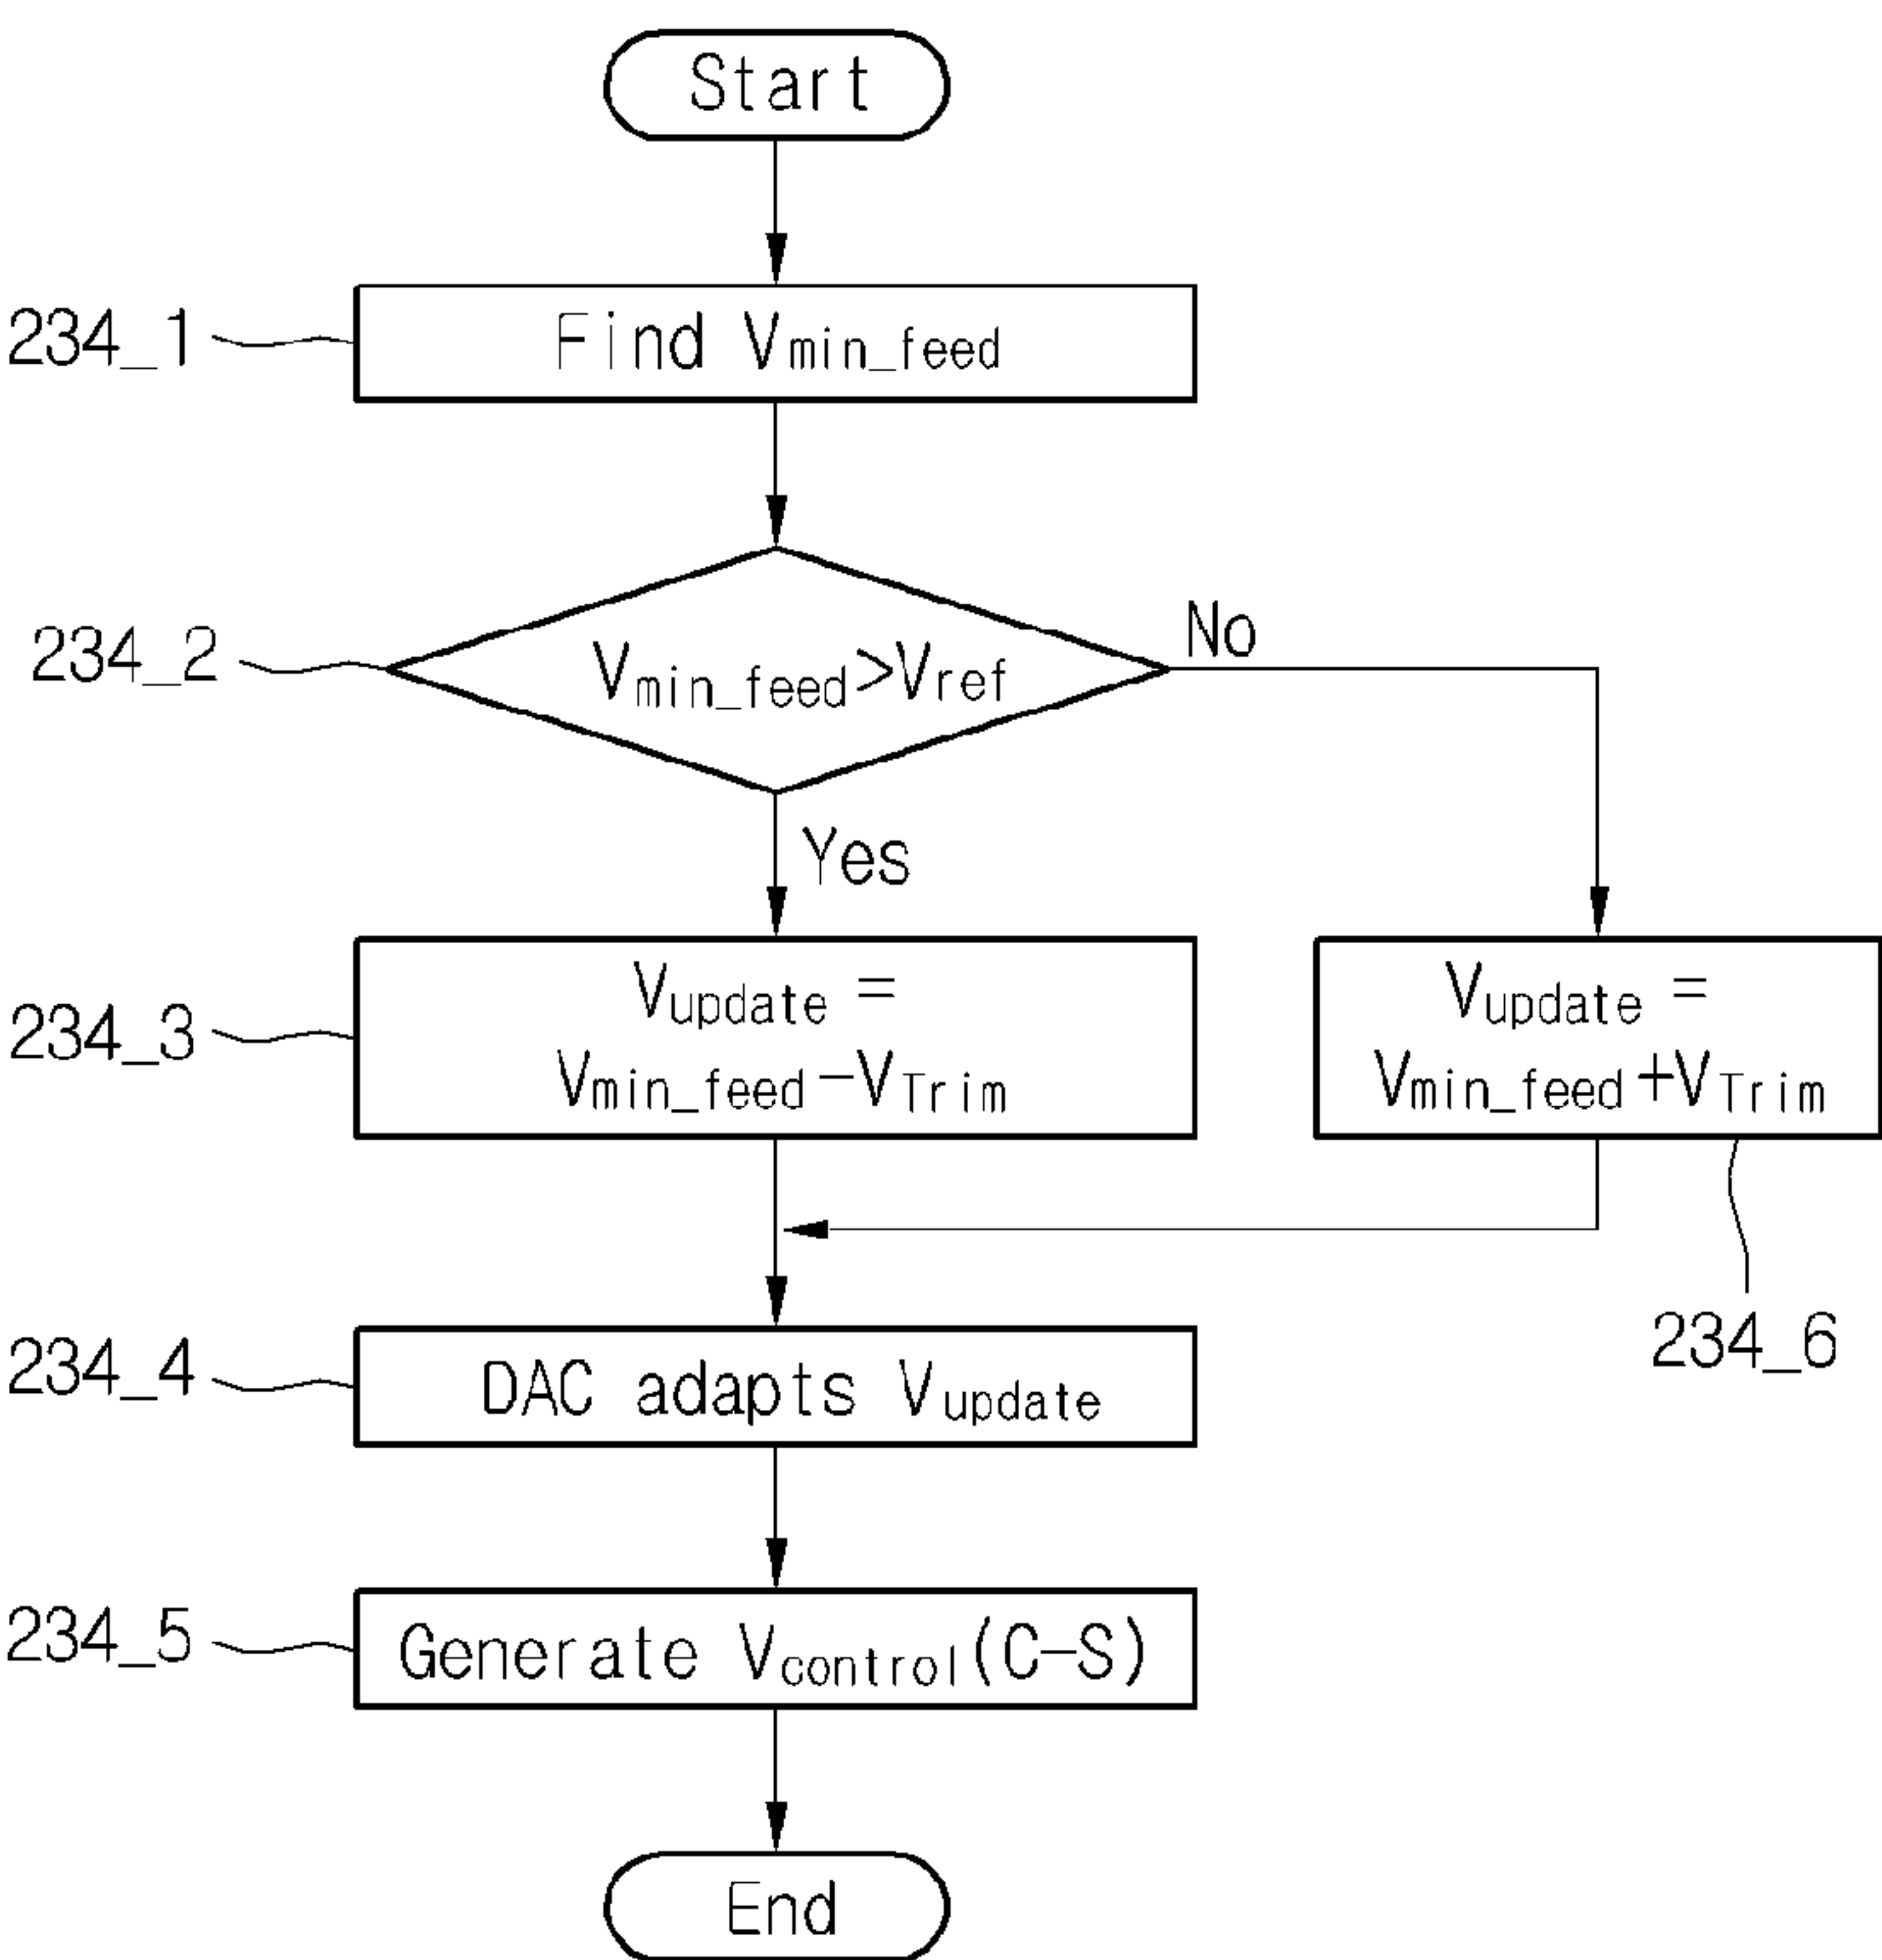 Start
234_1
Find Vmin_feed
234_2
Vmin_feed>Vref
No
Yes
234_3
Vupdate =
Vmin_feed-VTrim
Vupdate =
Vmin_feed+VTrim
234_6
234_4
DAC adapts Vupdate
234_5
Generate Vcontrol(C-S)
End